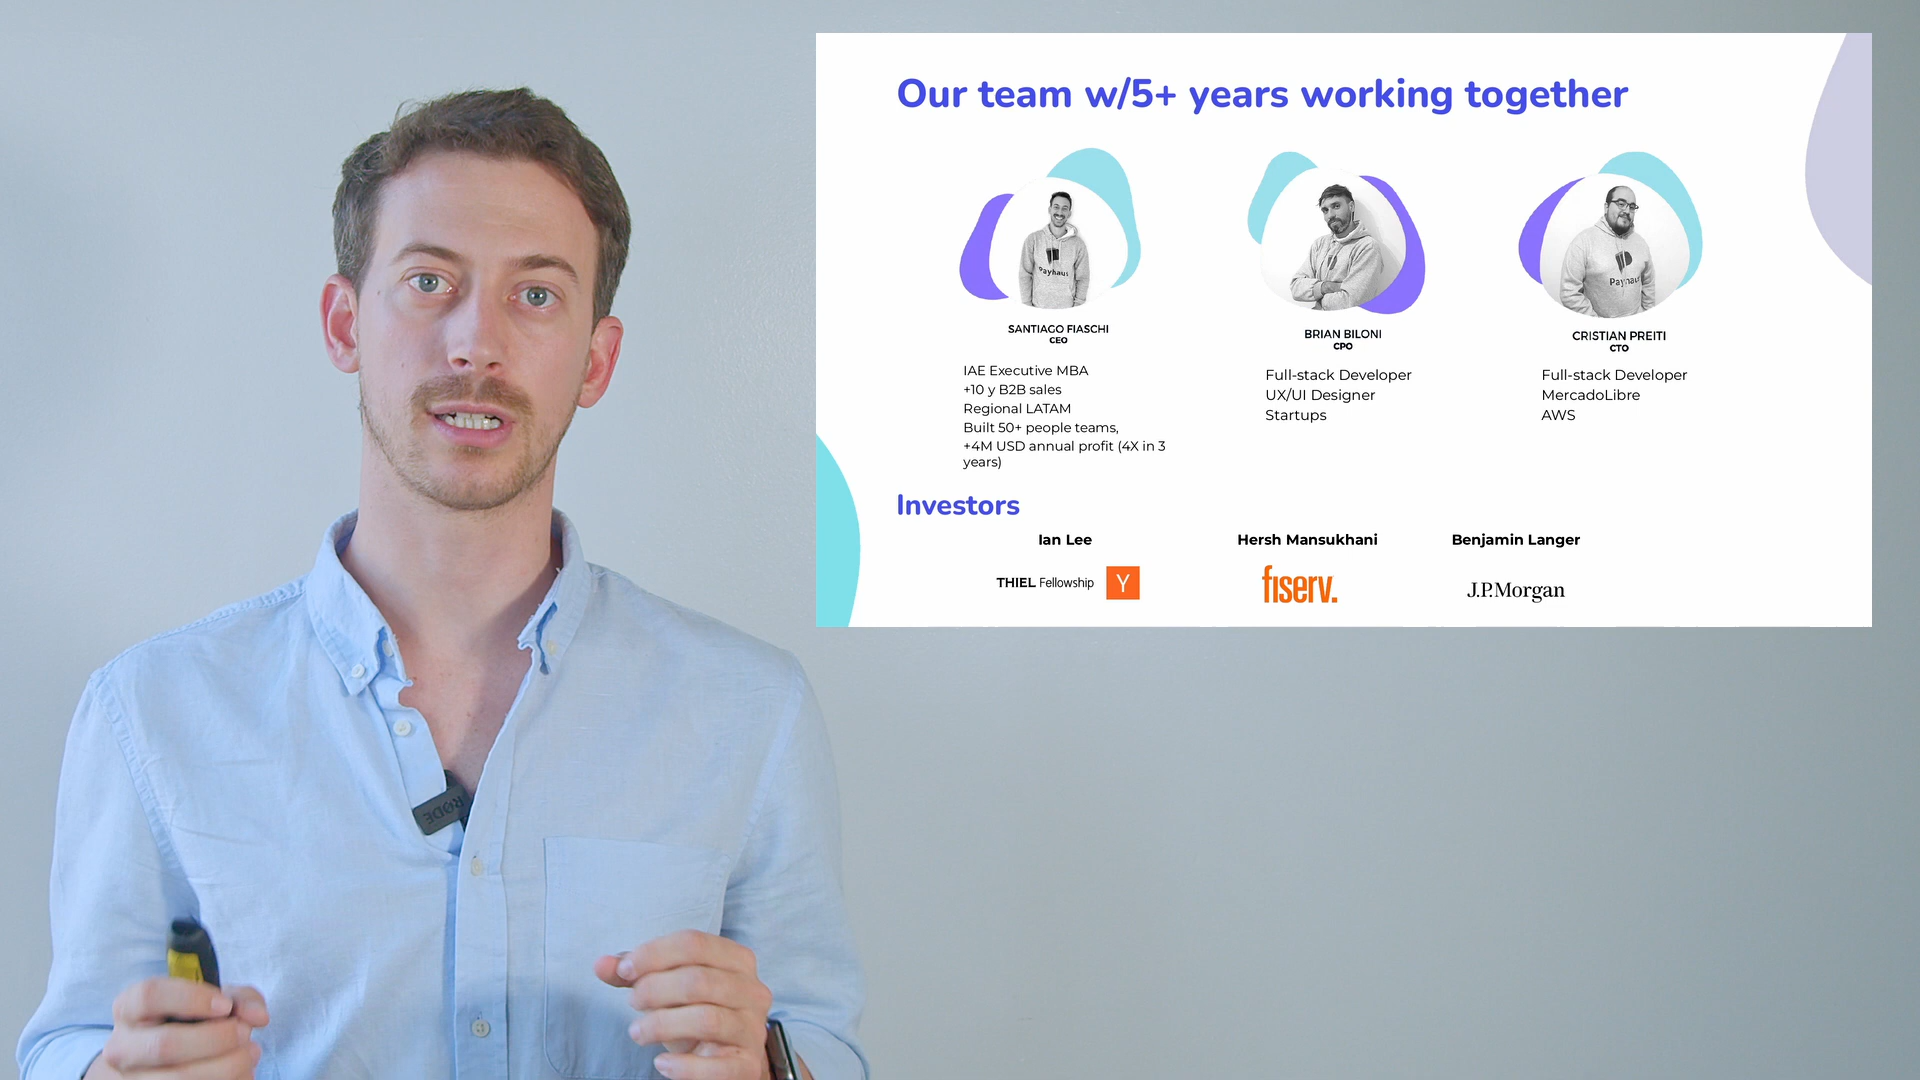 Our team w/5+ years working together
Payhaus
Payhaus
SANTIAGO FIASCHI
CEO
BRIAN BILONI
CPO
CRISTIAN PREITI
CTO
IAE Executive MBA
+10 y B2B sales
Regional LATAM
Built 50+ people teams,
+4M USD annual profit (4X in 3
years)
Full-stack Developer
UX/UI Designer
Startups
Full-stack Developer
MercadoLibre
AWS
Investors
Ian Lee
Hersh Mansukhani
Benjamin Langer
THIEL Fellowship
Y
fiserv.
J.P.Morgan
RØDE